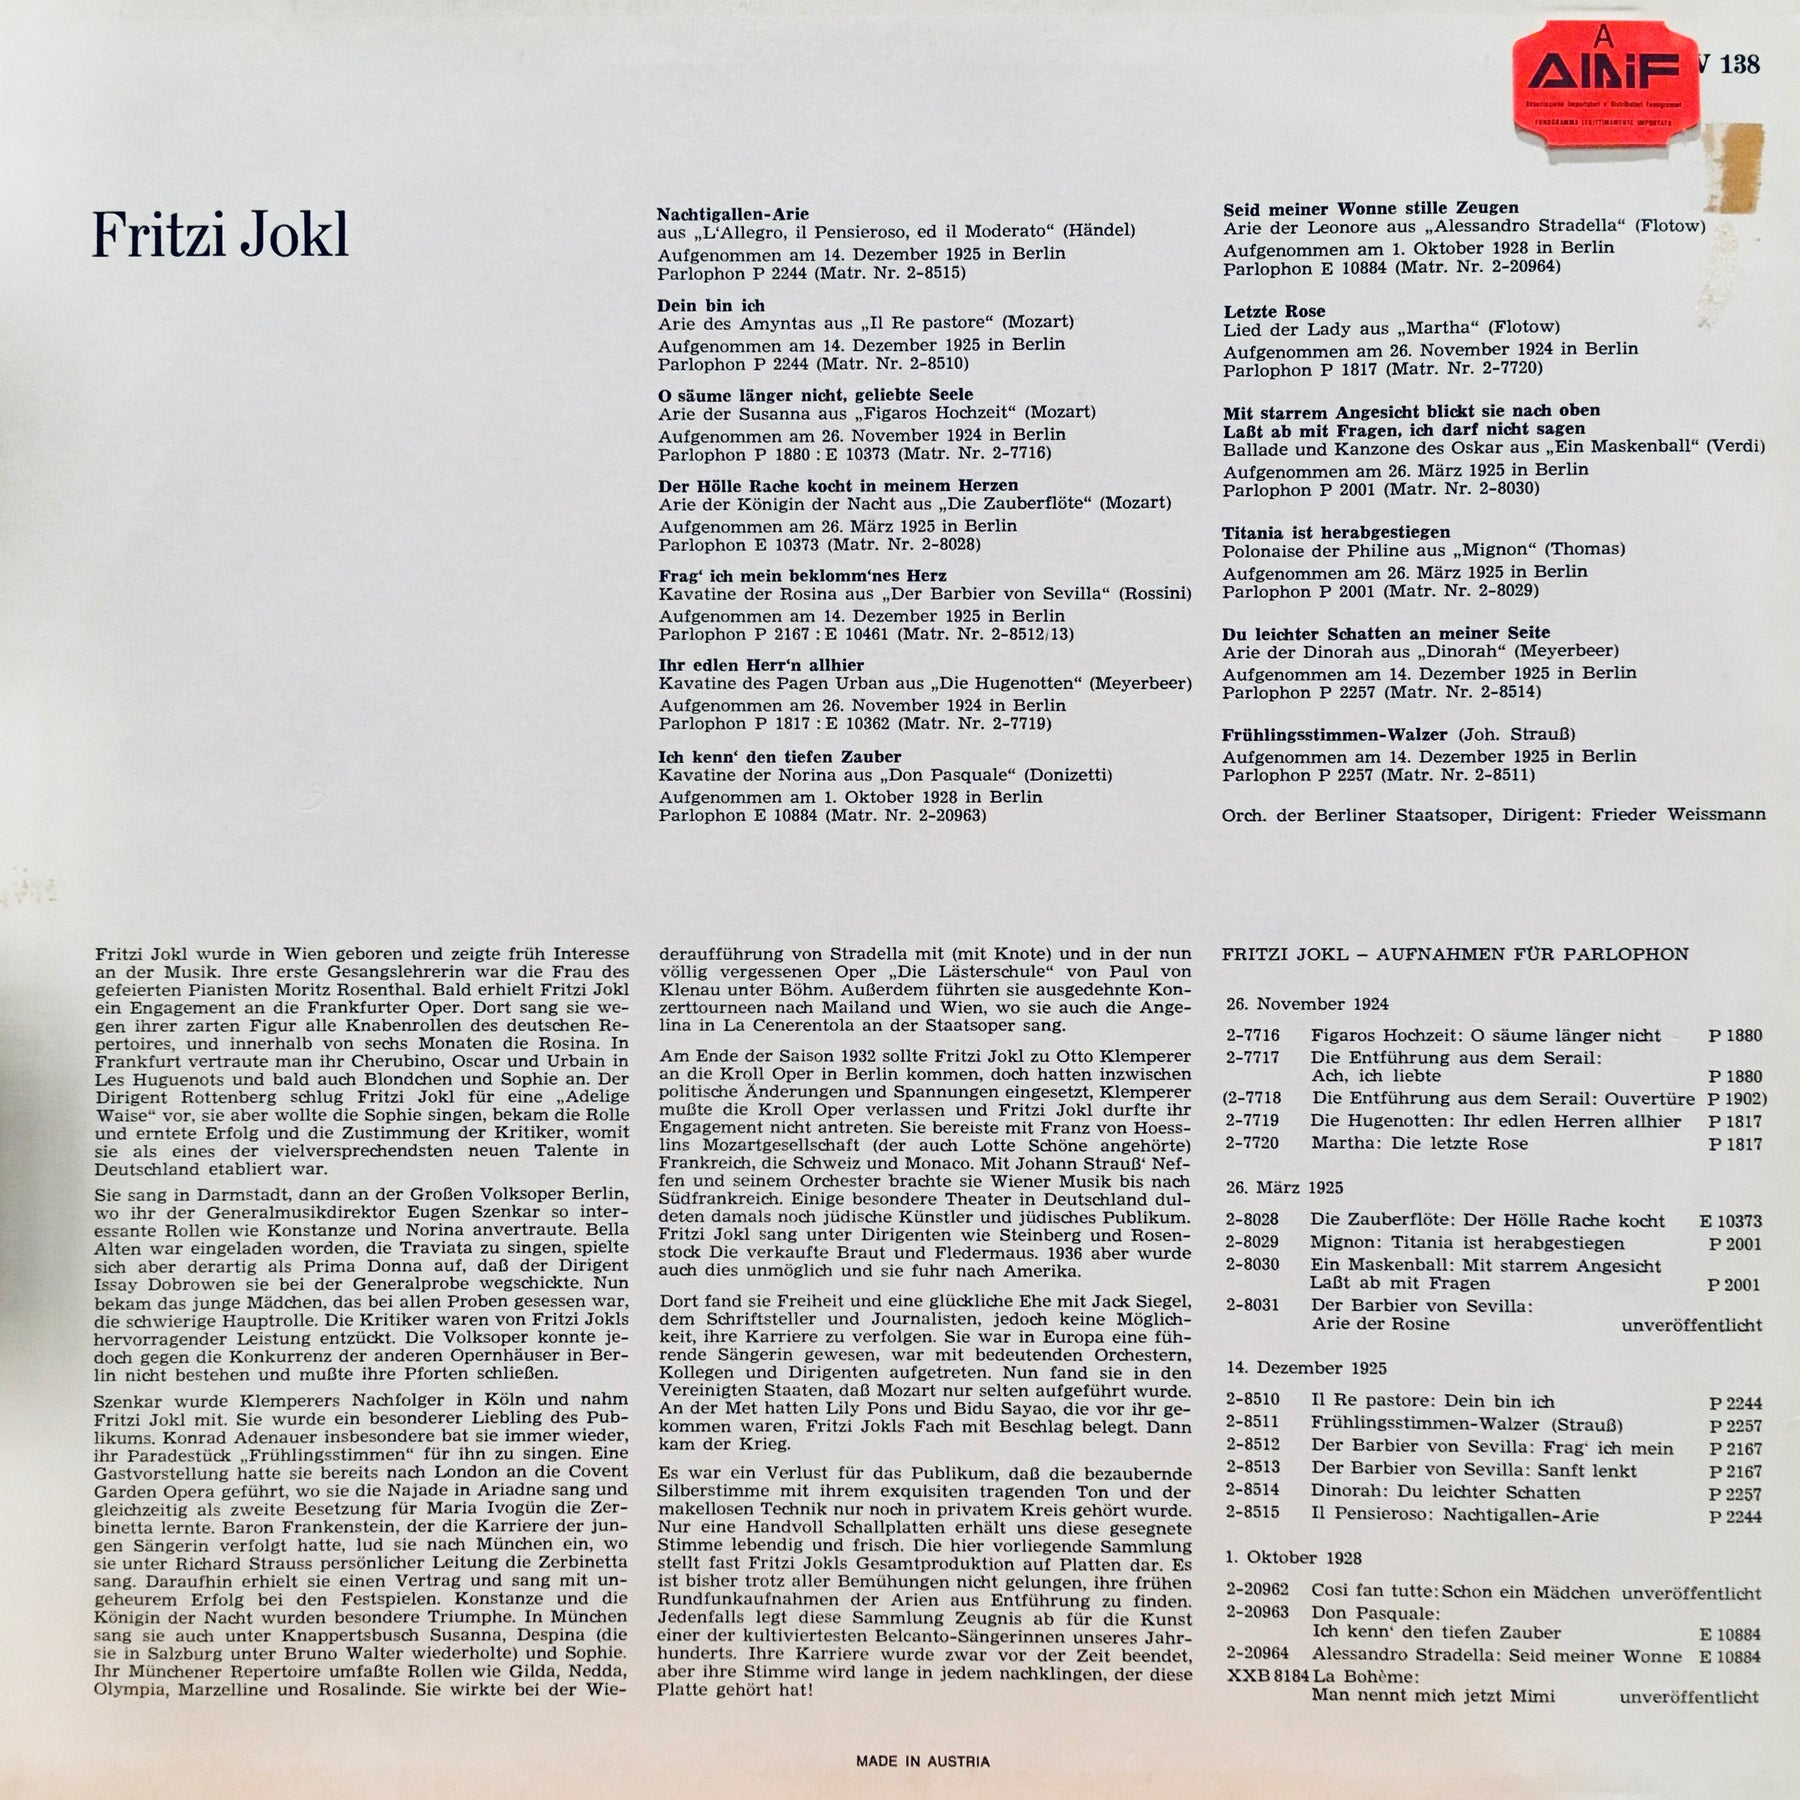 A
AIDiF
Associazione Importatori e Distributori Fonogrammi
FONOGRAMMA LEGITTIMAMENTE IMPORTATO
138
Fritzi Jokl
Nachtigallen-Arie
aus „L‘Allegro, il Pensieroso, ed il Moderato“ (Händel)
Aufgenommen am 14. Dezember 1925 in Berlin
Parlophon P 2244 (Matr. Nr. 2-8515)
Dein bin ich
Arie des Amyntas aus „Il Re pastore“ (Mozart)
Aufgenommen am 14. Dezember 1925 in Berlin
Parlophon P 2244 (Matr. Nr. 2-8510)
O säume länger nicht, geliebte Seele
Arie der Susanna aus „Figaros Hochzeit“ (Mozart)
Aufgenommen am 26. November 1924 in Berlin
Parlophon P 1880 : E 10373 (Matr. Nr. 2-7716)
Der Hölle Rache kocht in meinem Herzen
Arie der Königin der Nacht aus „Die Zauberflöte“ (Mozart)
Aufgenommen am 26. März 1925 in Berlin
Parlophon E 10373 (Matr. Nr. 2-8028)
Frag‘ ich mein beklomm‘nes Herz
Kavatine der Rosina aus „Der Barbier von Sevilla“ (Rossini)
Aufgenommen am 14. Dezember 1925 in Berlin
Parlophon P 2167 : E 10461 (Matr. Nr. 2-8512/13)
Ihr edlen Herr‘n allhier
Kavatine des Pagen Urban aus „Die Hugenotten“ (Meyerbeer)
Aufgenommen am 26. November 1924 in Berlin
Parlophon P 1817 : E 10362 (Matr. Nr. 2-7719)
Ich kenn‘ den tiefen Zauber
Kavatine der Norina aus „Don Pasquale“ (Donizetti)
Aufgenommen am 1. Oktober 1928 in Berlin
Parlophon E 10884 (Matr. Nr. 2-20963)
Seid meiner Wonne stille Zeugen
Arie der Leonore aus „Alessandro Stradella“ (Flotow)
Aufgenommen am 1. Oktober 1928 in Berlin
Parlophon E 10884 (Matr. Nr. 2-20964)
Letzte Rose
Lied der Lady aus „Martha“ (Flotow)
Aufgenommen am 26. November 1924 in Berlin
Parlophon P 1817 (Matr. Nr. 2-7720)
Mit starrem Angesicht blickt sie nach oben
Laßt ab mit Fragen, ich darf nicht sagen
Ballade und Kanzone des Oskar aus „Ein Maskenball“ (Verdi)
Aufgenommen am 26. März 1925 in Berlin
Parlophon P 2001 (Matr. Nr. 2-8030)
Titania ist herabgestiegen
Polonaise der Philine aus „Mignon“ (Thomas)
Aufgenommen am 26. März 1925 in Berlin
Parlophon P 2001 (Matr. Nr. 2-8029)
Du leichter Schatten an meiner Seite
Arie der Dinorah aus „Dinorah“ (Meyerbeer)
Aufgenommen am 14. Dezember 1925 in Berlin
Parlophon P 2257 (Matr. Nr. 2-8514)
Frühlingsstimmen-Walzer (Joh. Strauß)
Aufgenommen am 14. Dezember 1925 in Berlin
Parlophon P 2257 (Matr. Nr. 2-8511)
Orch. der Berliner Staatsoper, Dirigent: Frieder Weissmann
Fritzi Jokl wurde in Wien geboren und zeigte früh Interesse
an der Musik. Ihre erste Gesangslehrerin war die Frau des
gefeierten Pianisten Moritz Rosenthal. Bald erhielt Fritzi Jokl
ein Engagement an die Frankfurter Oper. Dort sang sie we-
gen ihrer zarten Figur alle Knabenrollen des deutschen Re-
pertoires, und innerhalb von sechs Monaten die Rosina. In
Frankfurt vertraute man ihr Cherubino, Oscar und Urbain in
Les Huguenots und bald auch Blondchen und Sophie an. Der
Dirigent Rottenberg schlug Fritzi Jokl für eine „Adelige
Waise“ vor, sie aber wollte die Sophie singen, bekam die Rolle
und erntete Erfolg und die Zustimmung der Kritiker, womit
sie als eines der vielversprechendsten neuen Talente in
Deutschland etabliert war.
Sie sang in Darmstadt, dann an der Großen Volksoper Berlin,
wo ihr der Generalmusikdirektor Eugen Szenkar so inter-
essante Rollen wie Konstanze und Norina anvertraute. Bella
Alten war eingeladen worden, die Traviata zu singen, spielte
sich aber derartig als Prima Donna auf, daß der Dirigent
Issay Dobrowen sie bei der Generalprobe wegschickte. Nun
bekam das junge Mädchen, das bei allen Proben gesessen war,
die schwierige Hauptrolle. Die Kritiker waren von Fritzi Jokls
hervorragender Leistung entzückt. Die Volksoper konnte je-
doch gegen die Konkurrenz der anderen Opernhäuser in Ber-
lin nicht bestehen und mußte ihre Pforten schließen.
Szenkar wurde Klemperers Nachfolger in Köln und nahm
Fritzi Jokl mit. Sie wurde ein besonderer Liebling des Pub-
likums. Konrad Adenauer insbesondere bat sie immer wieder,
ihr Paradestück „Frühlingsstimmen“ für ihn zu singen. Eine
Gastvorstellung hatte sie bereits nach London an die Covent
Garden Opera geführt, wo sie die Najade in Ariadne sang und
gleichzeitig als zweite Besetzung für Maria Ivogün die Zer-
binetta lernte. Baron Frankenstein, der die Karriere der jun-
gen Sängerin verfolgt hatte, lud sie nach München ein, wo
sie unter Richard Strauss persönlicher Leitung die Zerbinetta
sang. Daraufhin erhielt sie einen Vertrag und sang mit un-
geheurem Erfolg bei den Festspielen. Konstanze und die
Königin der Nacht wurden besondere Triumphe. In München
sang sie auch unter Knappertsbusch Susanna, Despina (die
sie in Salzburg unter Bruno Walter wiederholte) und Sophie.
Ihr Münchener Repertoire umfaßte Rollen wie Gilda, Nedda,
Olympia, Marzelline und Rosalinde. Sie wirkte bei der Wie-
deraufführung von Stradella mit (mit Knote) und in der nun
völlig vergessenen Oper „Die Lästerschule“ von Paul von
Klenau unter Böhm. Außerdem führten sie ausgedehnte Kon-
zerttourneen nach Mailand und Wien, wo sie auch die Ange-
lina in La Cenerentola an der Staatsoper sang.
Am Ende der Saison 1932 sollte Fritzi Jokl zu Otto Klemperer
an die Kroll Oper in Berlin kommen, doch hatten inzwischen
politische Änderungen und Spannungen eingesetzt, Klemperer
mußte die Kroll Oper verlassen und Fritzi Jokl durfte ihr
Engagement nicht antreten. Sie bereiste mit Franz von Hoess-
lins Mozartgesellschaft (der auch Lotte Schöne angehörte)
Frankreich, die Schweiz und Monaco. Mit Johann Strauß‘ Nef-
fen und seinem Orchester brachte sie Wiener Musik bis nach
Südfrankreich. Einige besondere Theater in Deutschland dul-
deten damals noch jüdische Künstler und jüdisches Publikum.
Fritzi Jokl sang unter Dirigenten wie Steinberg und Rosen-
stock Die verkaufte Braut und Fledermaus. 1936 aber wurde
auch dies unmöglich und sie fuhr nach Amerika.
Dort fand sie Freiheit und eine glückliche Ehe mit Jack Siegel,
dem Schriftsteller und Journalisten, jedoch keine Möglich-
keit, ihre Karriere zu verfolgen. Sie war in Europa eine füh-
rende Sängerin gewesen, war mit bedeutenden Orchestern,
Kollegen und Dirigenten aufgetreten. Nun fand sie in den
Vereinigten Staaten, daß Mozart nur selten aufgeführt wurde.
An der Met hatten Lily Pons und Bidu Sayao, die vor ihr ge-
kommen waren, Fritzi Jokls Fach mit Beschlag belegt. Dann
kam der Krieg.
Es war ein Verlust für das Publikum, daß die bezaubernde
Silberstimme mit ihrem exquisiten tragenden Ton und der
makellosen Technik nur noch in privatem Kreis gehört wurde.
Nur eine Handvoll Schallplatten erhält uns diese gesegnete
Stimme lebendig und frisch. Die hier vorliegende Sammlung
stellt fast Fritzi Jokls Gesamtproduktion auf Platten dar. Es
ist bisher trotz aller Bemühungen nicht gelungen, ihre frühen
Rundfunkaufnahmen der Arien aus Entführung zu finden.
Jedenfalls legt diese Sammlung Zeugnis ab für die Kunst
einer der kultiviertesten Belcanto-Sängerinnen unseres Jahr-
hunderts. Ihre Karriere wurde zwar vor der Zeit beendet,
aber ihre Stimme wird lange in jedem nachklingen, der diese
Platte gehört hat!
FRITZI JOKL – AUFNAHMEN FÜR PARLOPHON
26. November 1924
2-7716 Figaros Hochzeit: O säume länger nicht P 1880
2-7717 Die Entführung aus dem Serail:
Ach, ich liebte P 1880
(2-7718 Die Entführung aus dem Serail: Ouvertüre P 1902)
2-7719 Die Hugenotten: Ihr edlen Herren allhier P 1817
2-7720 Martha: Die letzte Rose P 1817
26. März 1925
2-8028 Die Zauberflöte: Der Hölle Rache kocht E 10373
2-8029 Mignon: Titania ist herabgestiegen P 2001
2-8030 Ein Maskenball: Mit starrem Angesicht
Laßt ab mit Fragen P 2001
2-8031 Der Barbier von Sevilla:
Arie der Rosine unveröffentlicht
14. Dezember 1925
2-8510 Il Re pastore: Dein bin ich P 2244
2-8511 Frühlingsstimmen-Walzer (Strauß) P 2257
2-8512 Der Barbier von Sevilla: Frag‘ ich mein P 2167
2-8513 Der Barbier von Sevilla: Sanft lenkt P 2167
2-8514 Dinorah: Du leichter Schatten P 2257
2-8515 Il Pensieroso: Nachtigallen-Arie P 2244
1. Oktober 1928
2-20962 Cosi fan tutte: Schon ein Mädchen unveröffentlicht
2-20963 Don Pasquale:
Ich kenn‘ den tiefen Zauber E 10884
2-20964 Alessandro Stradella: Seid meiner Wonne E 10884
XXB 8184 La Bohème:
Man nennt mich jetzt Mimi unveröffentlicht
MADE IN AUSTRIA